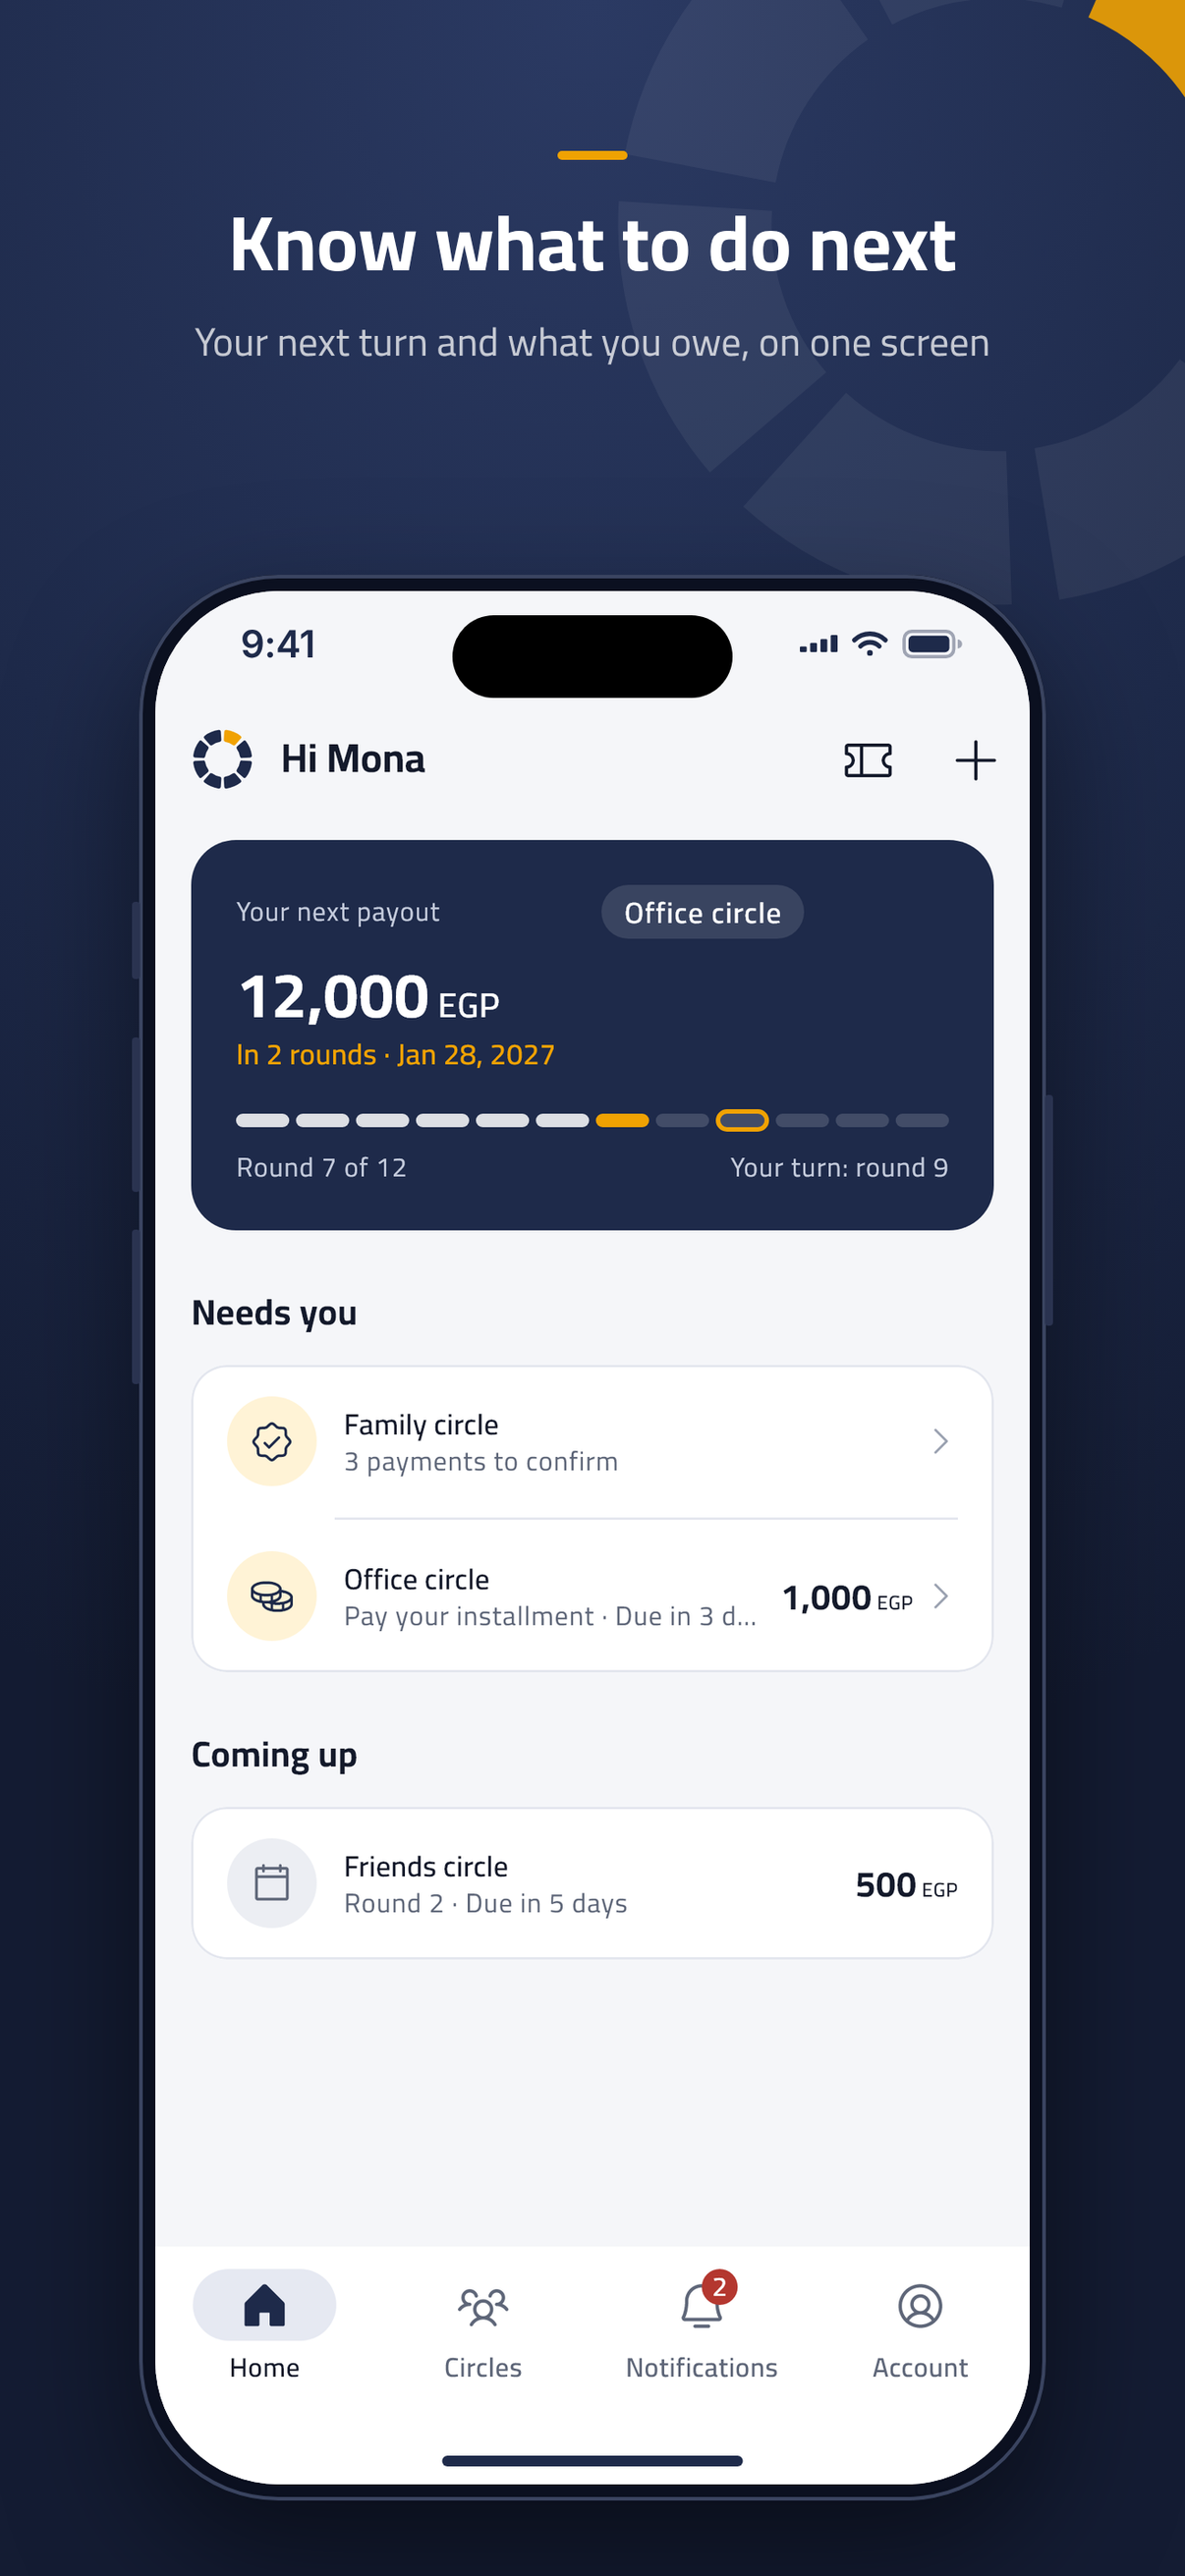 Know what to do next
Your next turn and what you owe, on one screen
9:41
Hi Mona
Your next payout
Office circle
12,000 EGP
In 2 rounds · Jan 28, 2027
Round 7 of 12
Your turn: round 9
Needs you
Family circle
3 payments to confirm
Office circle
Pay your installment · Due in 3 d...
1,000 EGP
Coming up
Friends circle
Round 2 · Due in 5 days
500 EGP
2
Home
Circles
Notifications
Account